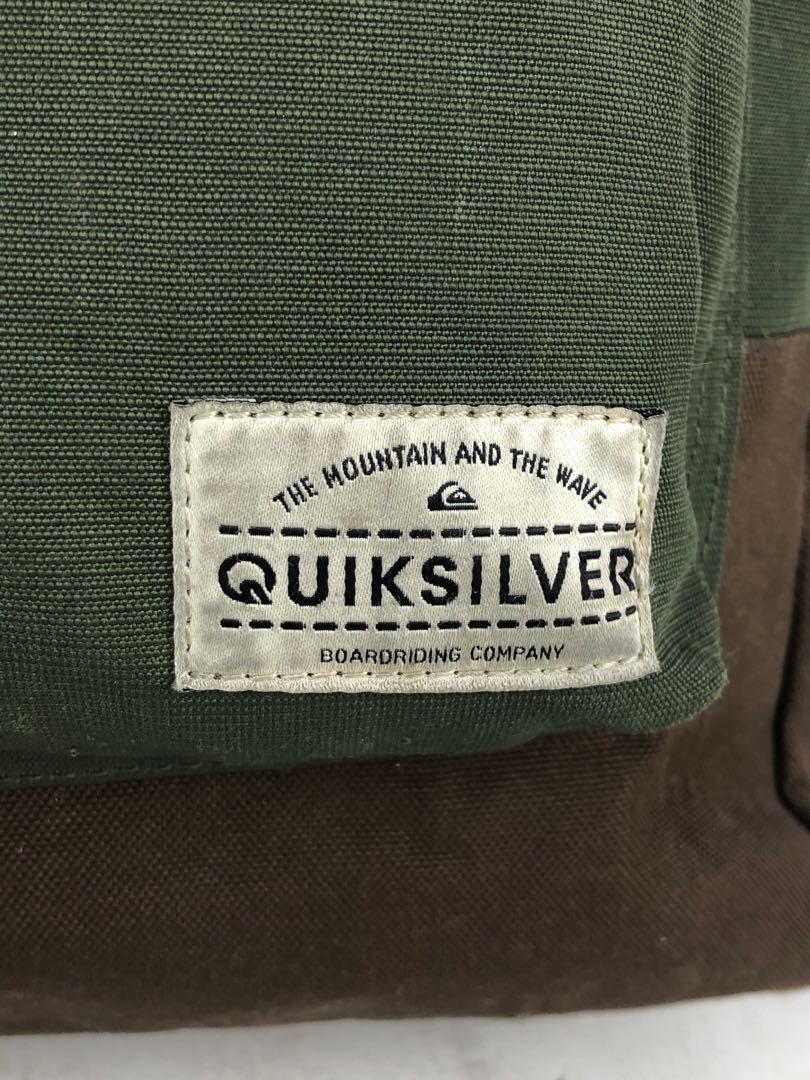 THE MOUNTAIN AND THE WAVE
QUIKSILVER
BOARDRIDING COMPANY